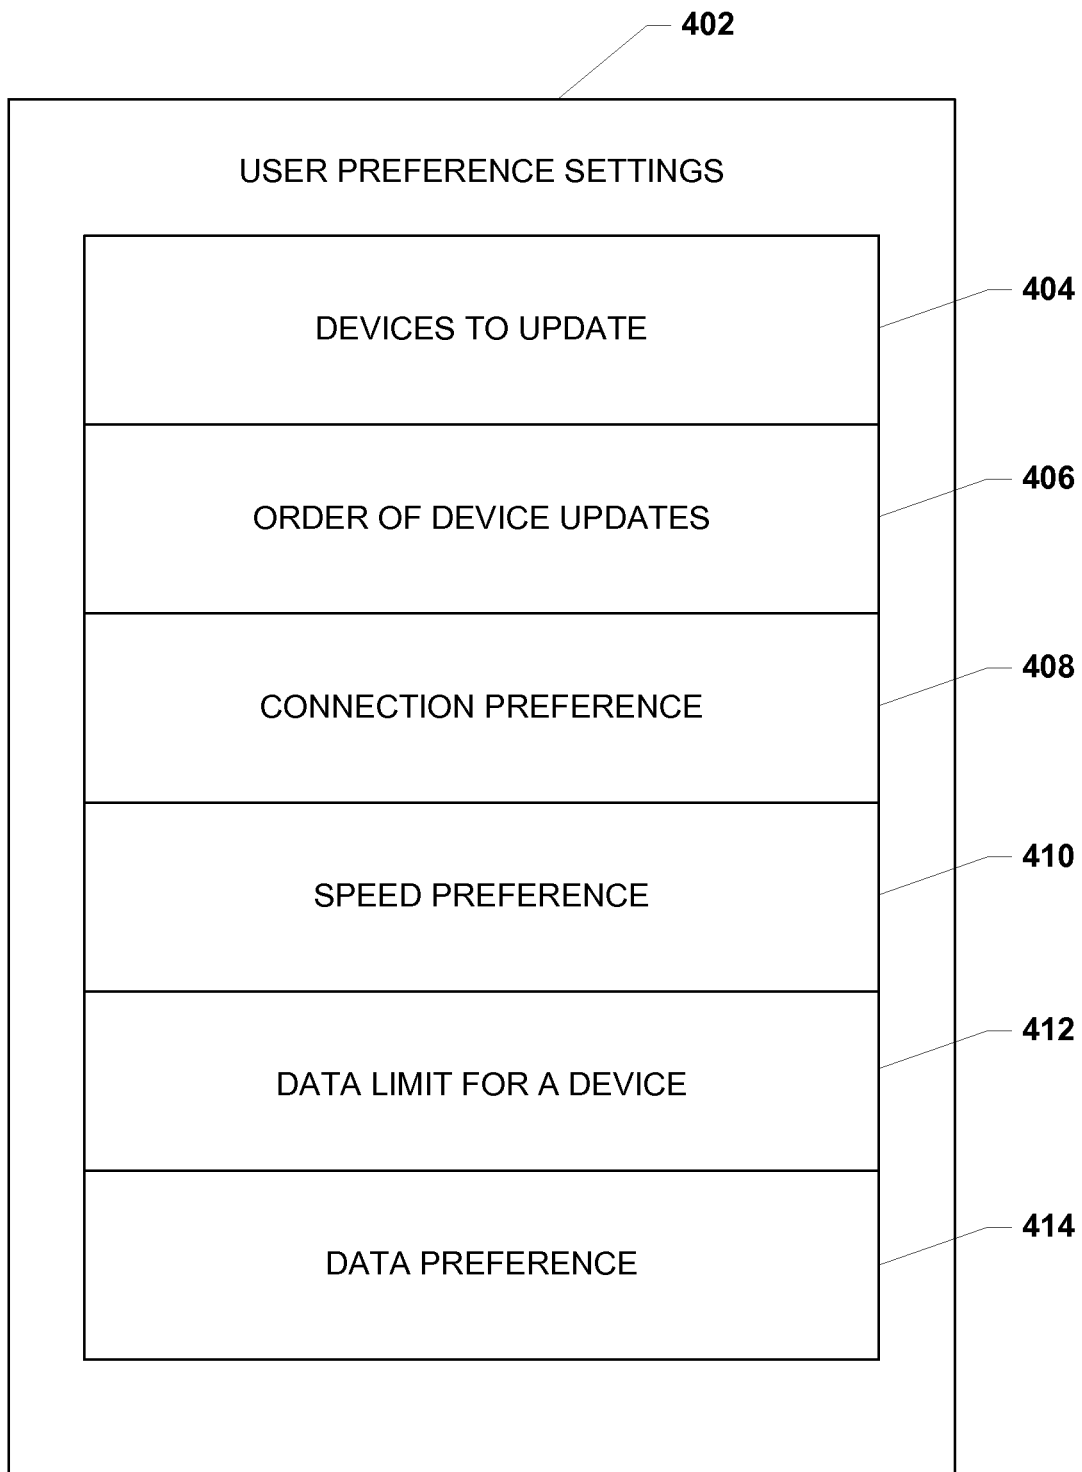 402
USER PREFERENCE SETTINGS
DEVICES TO UPDATE
404
ORDER OF DEVICE UPDATES
406
CONNECTION PREFERENCE
408
SPEED PREFERENCE
410
DATA LIMIT FOR A DEVICE
412
DATA PREFERENCE
414